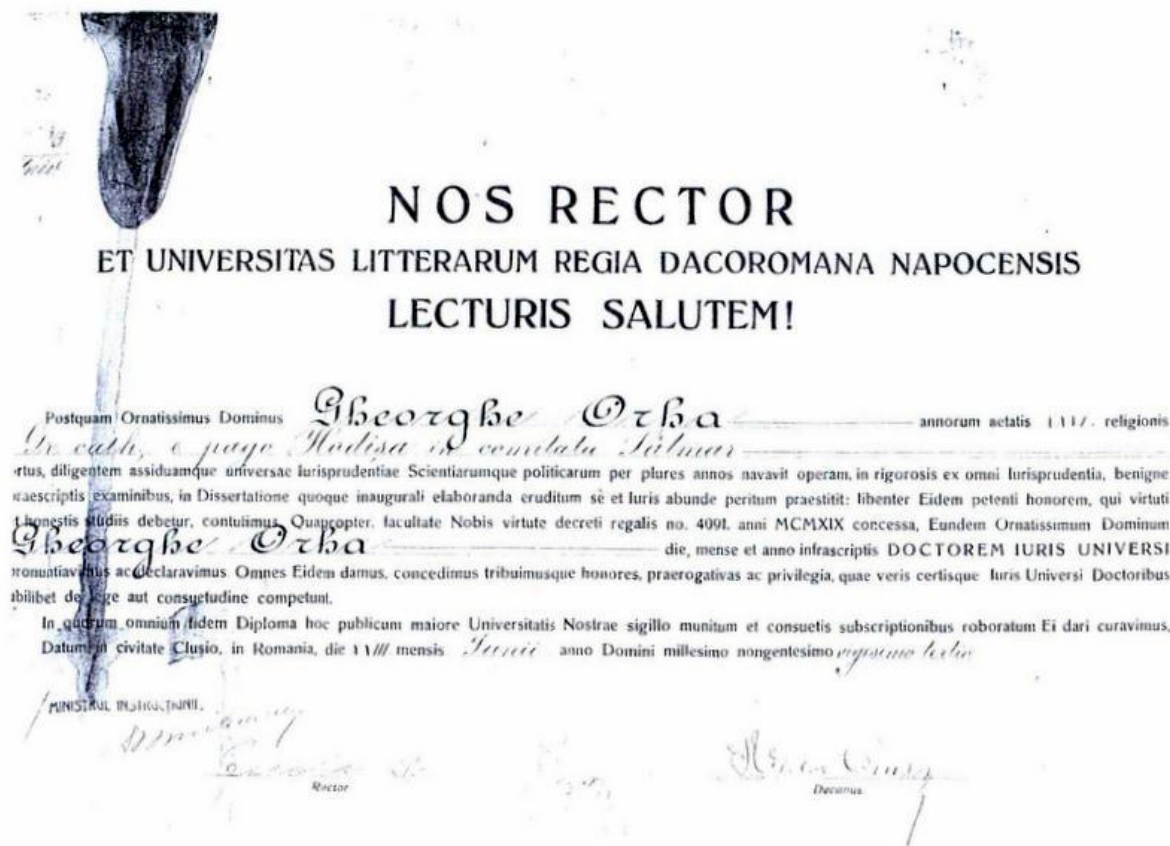 NOS RECTOR
ET UNIVERSITAS LITTERARUM REGIA DACOROMANA NAPOCENSIS
LECTURIS SALUTEM!
Postquam Ornatissimus Dominus Gheorghe Orha annorum aetatis religionis
cath, e pago Hodisa in comitatu Sătmar
rtus, diligentem assiduamque universae Iurisprudentiae Scientiarumque politicarum per plures annos navavit operam, in rigorosis ex omni Iurisprudentia, benigne
raescriptis examinibus, in Dissertatione quoque inaugurali elaboranda eruditum se et Iuris abunde peritum praestitit: libenter Eidem petenti honorem, qui virtuti
t honestis studiis debetur, contulimus. Quapropter, facultate Nobis virtute decreti regalis no. 4091. anni MCMXIX concessa, Eundem Ornatissimum Dominum
Gheorghe Orha die, mense et anno infrascriptis DOCTOREM IURIS UNIVERSI
ronuntiavimus ac declaravimus Omnes Eidem damus, concedimus tribuimusque honores, praerogativas ac privilegia, quae veris certisque Iuris Universi Doctoribus
ubilibet de lege aut consuetudine competunt.
In quorum omnium fidem Diploma hoc publicum maiore Universitatis Nostrae sigillo munitum et consuetis subscriptionibus roboratum Ei dari curavimus.
Datum in civitate Clusio, in Romania, die mensis Iunii anno Domini millesimo nongentesimo vigesimo tertio
MINISTRUL INSTRUCŢIUNII.
Rector
Decanus